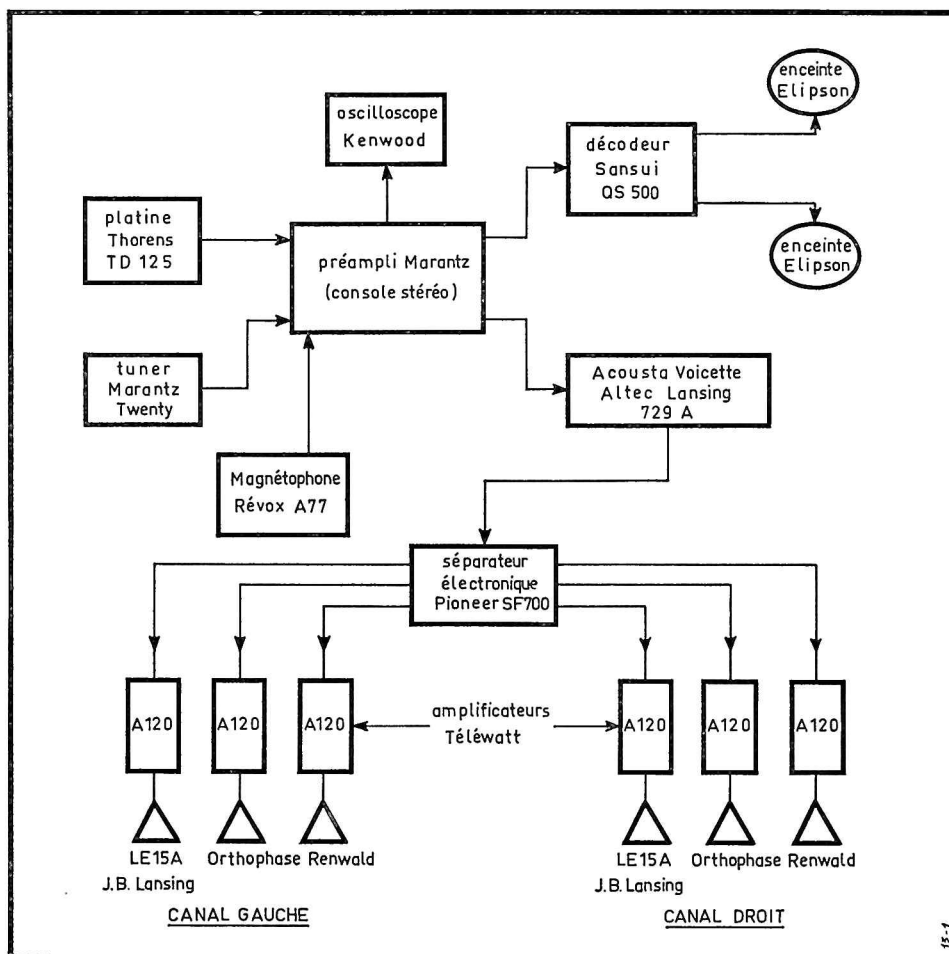 enceinte
Elipson
oscilloscope
Kenwood
décodeur
Sansui
QS 500
platine
Thorens
TD 125
préampli Marantz
(console stéréo)
enceinte
Elipson
tuner
Marantz
Twenty
Acousta Voicette
Altec Lansing
729 A
Magnétophone
Révox A77
séparateur
électronique
Pioneer SF700
A120
A120
A120
amplificateurs
Téléwatt
A120
A120
A120
LE15A
J.B. Lansing
Orthophase
Renwald
LE15A
J.B. Lansing
Orthophase
Renwald
CANAL GAUCHE
CANAL DROIT
13-1